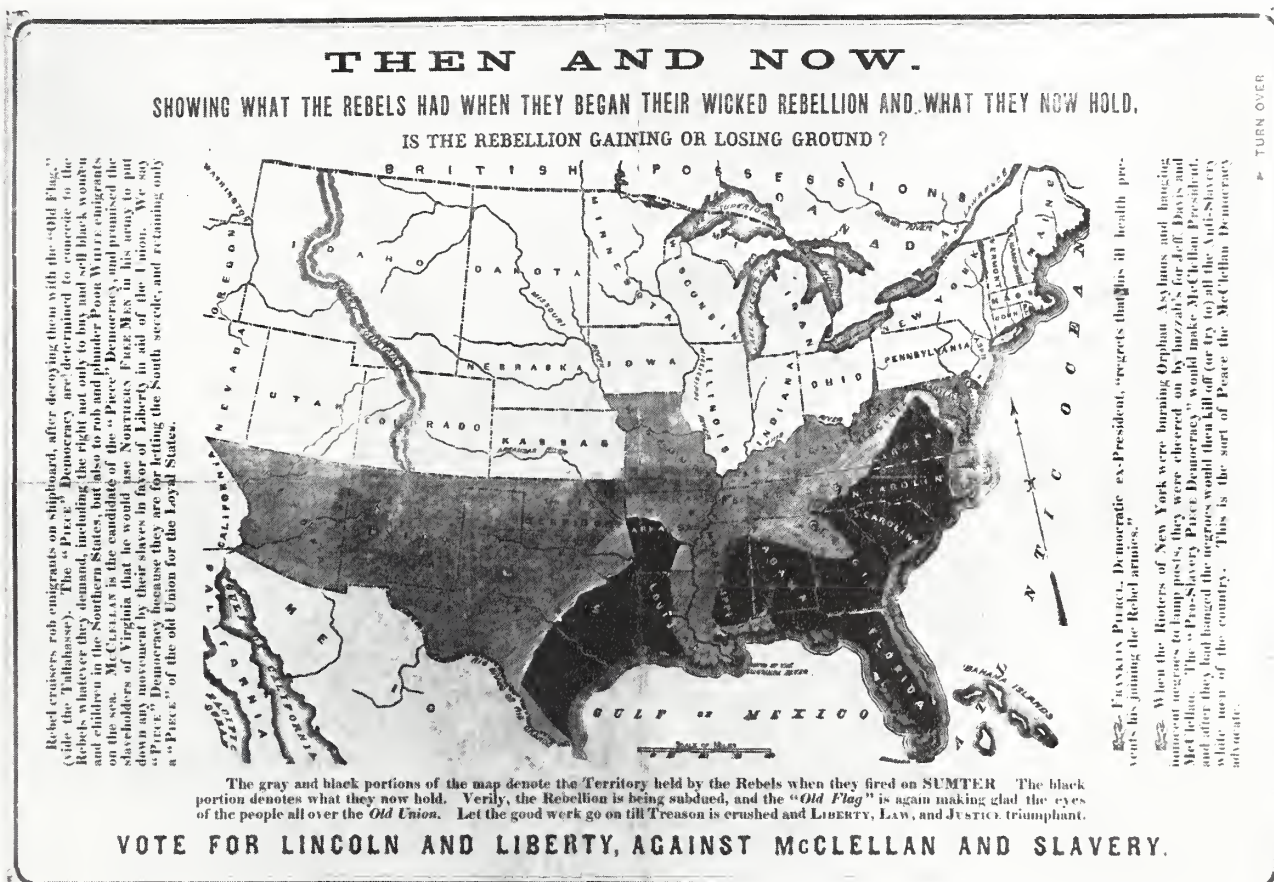 THEN AND NOW.
SHOWING WHAT THE REBELS HAD WHEN THEY BEGAN THEIR WICKED REBELLION AND WHAT THEY NOW HOLD,
IS THE REBELLION GAINING OR LOSING GROUND?
TURN OVER
Rebel cruisers rob emigrants on shipboard, after decoying them with the "Old Flag"
(vide the Tallahasse). The "PIECE" Democracy are determined to concede to the
Rebels whatever they demand, including the right not only to buy and sell black women
and children in the Southern States, but also to rob and plunder POOR WHITE emigrants
on the sea. MCCLELLAN is the candidate of the "Piece" Democracy, and promised the
slaveholders of Virginia that he would use NORTHERN FREE MEN in his army to put
down any movement by their slaves in favor of Liberty in aid of the Union. We say
"PIECE" Democracy because they are for letting the South secede, and retaining only
a "PIECE" of the old Union for the Loyal States.
BRITISH POSSESSIONS
WASHINGTON
OREGON
IDAHO
DAKOTA
MINNESOTA
WISCONSIN
SUPERIOR
CANADA
MAINE
VERMONT
NEW YORK
CONN
PENNSYLVANIA
OHIO
INDIANA
ILLINOIS
IOWA
NEBRASKA
MISSOURI
NEVADA
UTAH
COLORADO
KANSAS
ARKANSAS RIVER
CALIFORNIA
N. CAROLINA
S. CAROLINA
FLORIDA
GULF OF MEXICO
SCALE OF MILES
BAHAMA ISLANDS
NTIC OCEAN
FRANKLIN PIERCE, Democratic ex-President, "regrets that his ill health pre-
vents his joining the Rebel armies."
When the Rioters of New York were burning Orphan Asylums and hanging
innocent negroes to lamp posts, they were cheered on by huzzahs for Jeff. Davis and
McClellan. The "Pro-Slavery PIECE Democracy" would make McClellan President,
and after they had hanged the negroes would then kill off (or try to) all the Anti-Slavery
white men of the country. This is the sort of Peace the McClellan Democracy
advocate.
The gray and black portions of the map denote the Territory held by the Rebels when they fired on SUMTER The black
portion denotes what they now hold. Verily, the Rebellion is being subdued, and the "Old Flag" is again making glad the eyes
of the people all over the Old Union. Let the good work go on till Treason is crushed and LIBERTY, LAW, and JUSTICE triumphant.
VOTE FOR LINCOLN AND LIBERTY, AGAINST McCLELLAN AND SLAVERY.